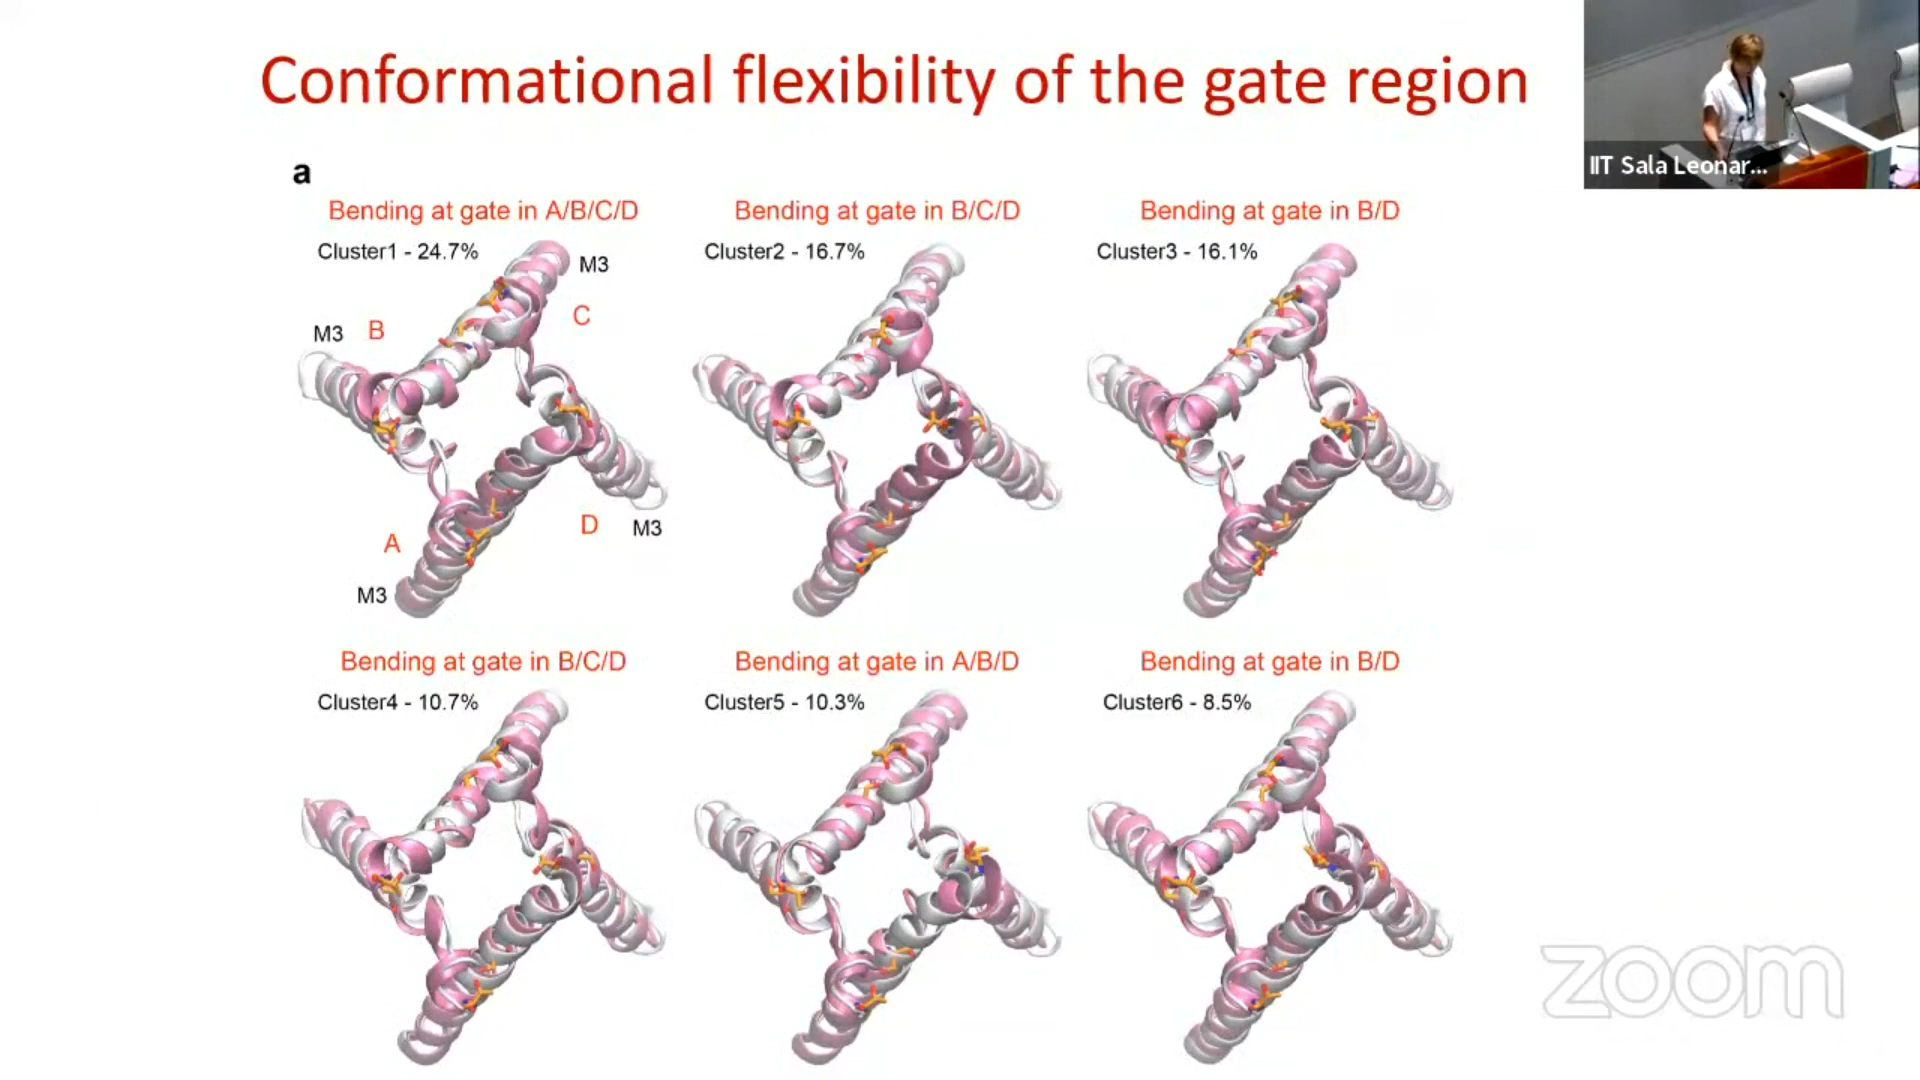 Conformational flexibility of the gate region
IIT Sala Leonar...
a
Bending at gate in A/B/C/D
Cluster1 - 24.7%
M3
C
M3
B
A
D
M3
M3
Bending at gate in B/C/D
Cluster2 - 16.7%
Bending at gate in B/D
Cluster3 - 16.1%
Bending at gate in B/C/D
Cluster4 - 10.7%
Bending at gate in A/B/D
Cluster5 - 10.3%
Bending at gate in B/D
Cluster6 - 8.5%
zoom